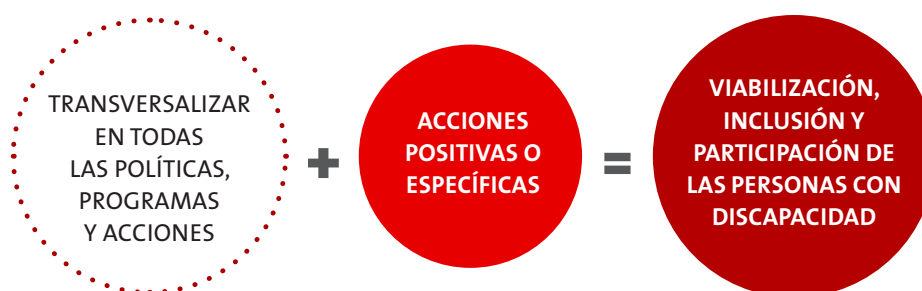 TRANSVERSALIZAR
EN TODAS
LAS POLÍTICAS,
PROGRAMAS
Y ACCIONES
+
ACCIONES
POSITIVAS O
ESPECÍFICAS
=
VIABILIZACIÓN,
INCLUSIÓN Y
PARTICIPACIÓN DE
LAS PERSONAS CON
DISCAPACIDAD